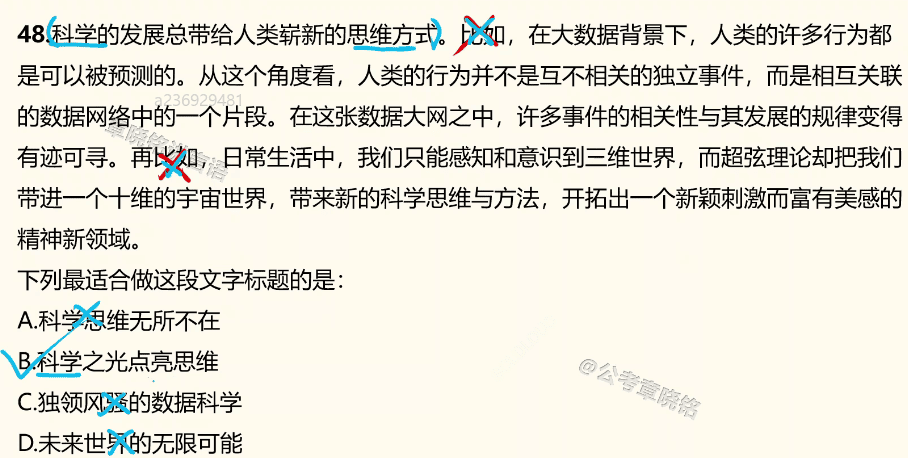 48.科学的发展总带给人类崭新的思维方式。比如，在大数据背景下，人类的许多行为都
是可以被预测的。从这个角度看，人类的行为并不是互不相关的独立事件，而是相互关联
的数据网络中的一个片段。在这张数据大网之中，许多事件的相关性与其发展的规律变得
a236929481
有迹可寻。再比如，日常生活中，我们只能感知和意识到三维世界，而超弦理论却把我们
带进一个十维的宇宙世界，带来新的科学思维与方法，开拓出一个新颖刺激而富有美感的
精神新领域。
下列最适合做这段文字标题的是：
A.科学思维无所不在
B.科学之光点亮思维
@公考章晓铭
C.独领风骚的数据科学
D.未来世界的无限可能